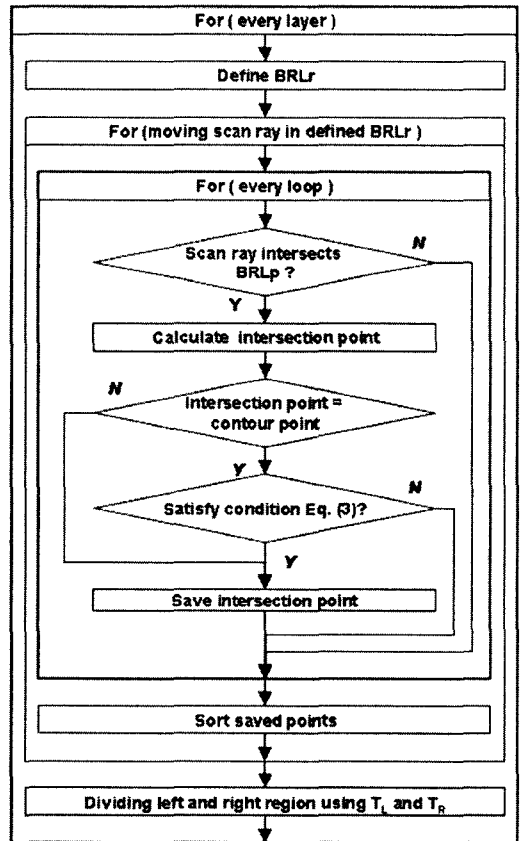 For ( every layer )
Define BRLr
For (moving scan ray in defined BRLr )
For ( every loop )
Scan ray intersects
BRLp ?
N
Y
Calculate intersection point
N
Intersection point =
contour point
Y
Satisfy condition Eq. (3)?
N
Y
Save intersection point
Sort saved points
Dividing left and right region using T_L and T_R